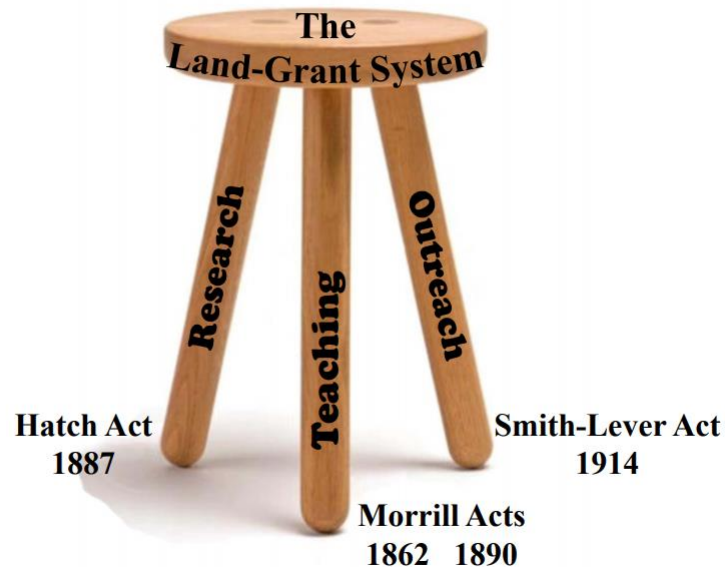 The
Land-Grant System
Research
Teaching
Outreach
Hatch Act
1887
Smith-Lever Act
1914
Morrill Acts
1862 1890